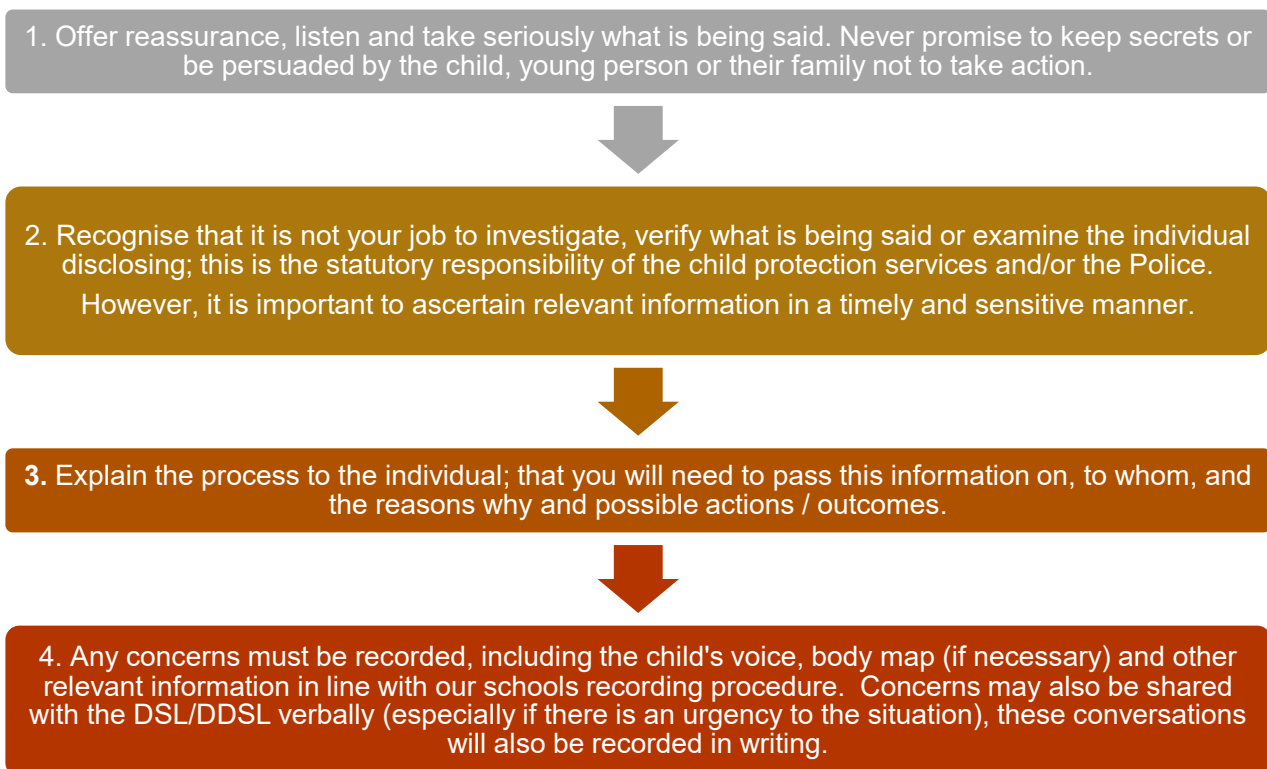 1. Offer reassurance, listen and take seriously what is being said. Never promise to keep secrets or
be persuaded by the child, young person or their family not to take action.
2. Recognise that it is not your job to investigate, verify what is being said or examine the individual
disclosing; this is the statutory responsibility of the child protection services and/or the Police.
However, it is important to ascertain relevant information in a timely and sensitive manner.
3. Explain the process to the individual; that you will need to pass this information on, to whom, and
the reasons why and possible actions / outcomes.
4. Any concerns must be recorded, including the child's voice, body map (if necessary) and other
relevant information in line with our schools recording procedure.  Concerns may also be shared
with the DSL/DDSL verbally (especially if there is an urgency to the situation), these conversations
will also be recorded in writing.